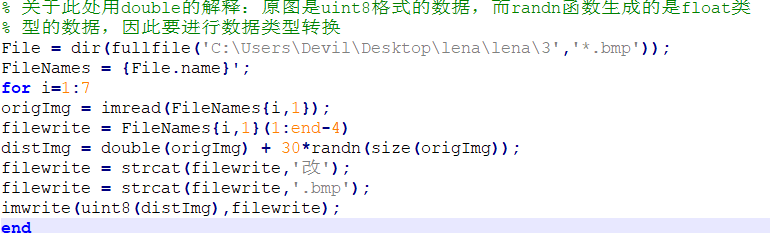 % 关于此处用double的解释：原图是uint8格式的数据，而randn函数生成的是float类
% 型的数据，因此要进行数据类型转换
File = dir(fullfile('C:\Users\Devil\Desktop\lena\lena\3','*.bmp'));
FileNames = {File.name}';
for i=1:7
origImg = imread(FileNames{i,1});
filewrite = FileNames{i,1}(1:end-4)
distImg = double(origImg) + 30*randn(size(origImg));
filewrite = strcat(filewrite,'改');
filewrite = strcat(filewrite,'.bmp');
imwrite(uint8(distImg),filewrite);
end